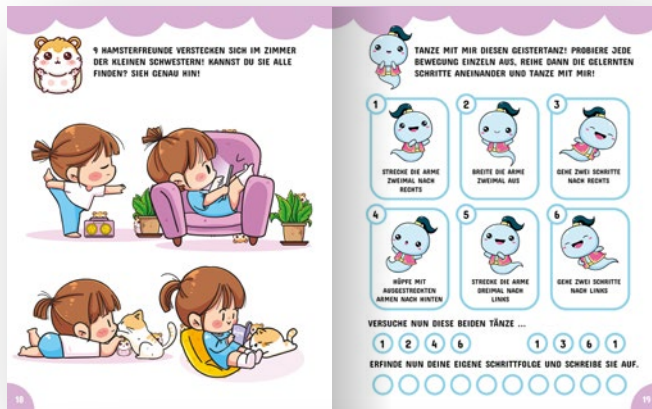 9 HAMSTERFREUNDE VERSTECKEN SICH IM ZIMMER
DER KLEINEN SCHWESTERN! KANNST DU SIE ALLE
FINDEN? SIEH GENAU HIN!
18
TANZE MIT MIR DIESEN GEISTERTANZ! PROBIERE JEDE
BEWEGUNG EINZELN AUS, REIHE DANN DIE GELERNTEN
SCHRITTE ANEINANDER UND TANZE MIT MIR!
1
STRECKE DIE ARME
ZWEIMAL NACH
RECHTS
2
BREITE DIE ARME
ZWEIMAL AUS
3
GEHE ZWEI SCHRITTE
NACH RECHTS
4
HÜPFE MIT
AUSGESTRECKTEN
ARMEN NACH HINTEN
5
STRECKE DIE ARME
DREIMAL NACH
LINKS
6
GEHE ZWEI SCHRITTE
NACH LINKS
VERSUCHE NUN DIESE BEIDEN TÄNZE ...
1 2 4 6 1 3 6 1
ERFINDE NUN DEINE EIGENE SCHRITTFOLGE UND SCHREIBE SIE AUF.
19